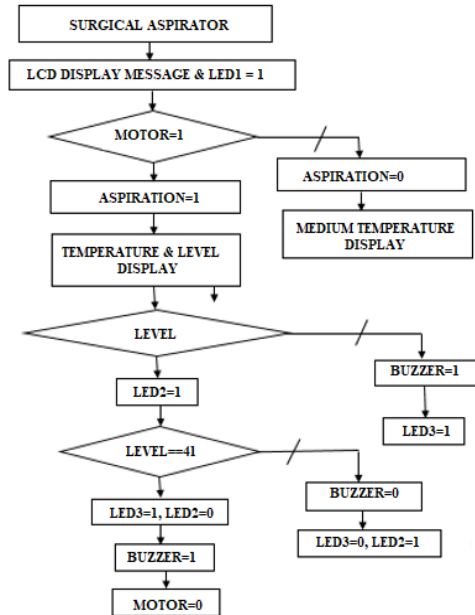 SURGICAL ASPIRATOR
LCD DISPLAY MESSAGE & LED1 = 1
MOTOR=1
ASPIRATION=1
ASPIRATION=0
TEMPERATURE & LEVEL
DISPLAY
MEDIUM TEMPERATURE
DISPLAY
LEVEL
BUZZER=1
LED2=1
LED3=1
LEVEL==41
BUZZER=0
LED3=1, LED2=0
LED3=0, LED2=1
BUZZER=1
MOTOR=0